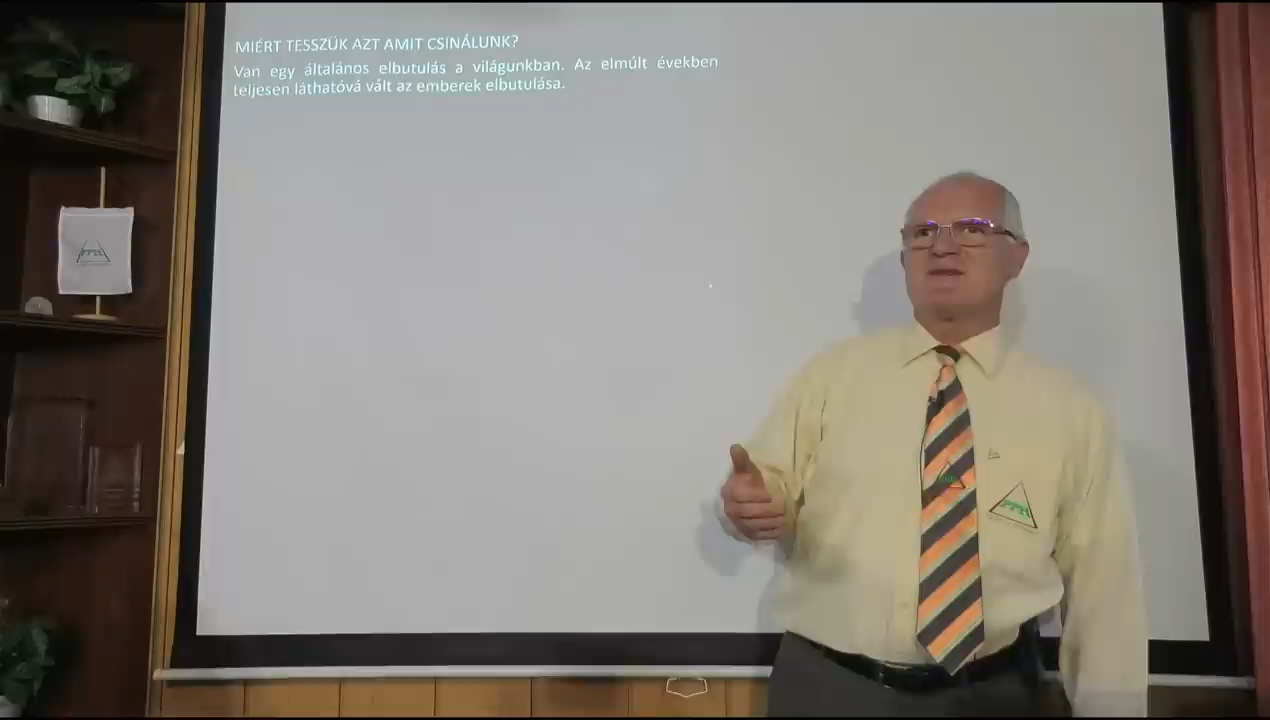 MIÉRT TESSZÜK AZT AMIT CSINÁLUNK?
Van egy általános elbutulás a világunkban. Az elmúlt években
teljesen láthatóvá vált az emberek elbutulása.